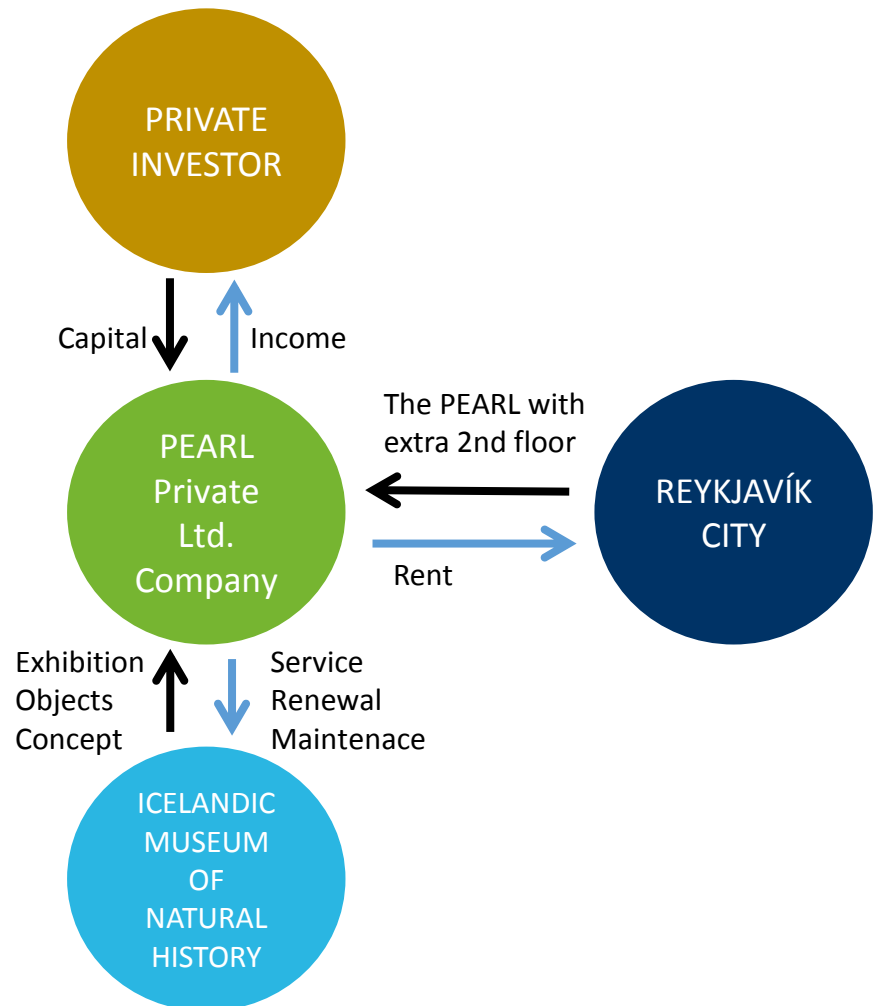 PRIVATE
INVESTOR
Capital
Income
PEARL
Private
Ltd.
Company
The PEARL with
extra 2nd floor
REYKJAVÍK
CITY
Rent
Exhibition
Objects
Concept
Service
Renewal
Maintenace
ICELANDIC
MUSEUM
OF
NATURAL
HISTORY